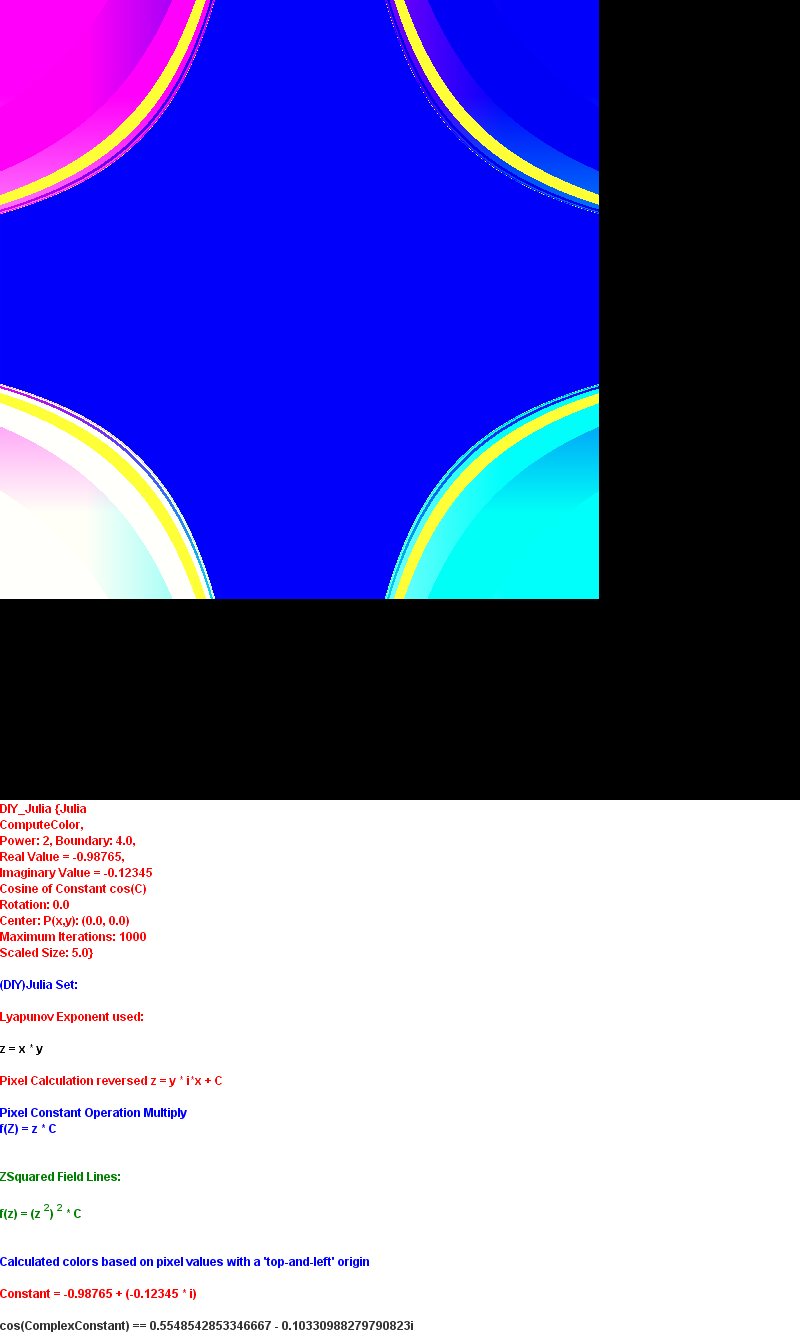 DIY_Julia {Julia
ComputeColor,
Power: 2, Boundary: 4.0,
Real Value = -0.98765,
Imaginary Value = -0.12345
Cosine of Constant cos(C)
Rotation: 0.0
Center: P(x,y): (0.0, 0.0)
Maximum Iterations: 1000
Scaled Size: 5.0}
(DIY)Julia Set:
Lyapunov Exponent used:
z = x * y
Pixel Calculation reversed z = y * i*x + C
Pixel Constant Operation Multiply
f(Z) = z * C
ZSquared Field Lines:
f(z) = (z 2) 2 * C
Calculated colors based on pixel values with a 'top-and-left' origin
Constant = -0.98765 + (-0.12345 * i)
cos(ComplexConstant) == 0.5548542853346667 - 0.10330988279790823i